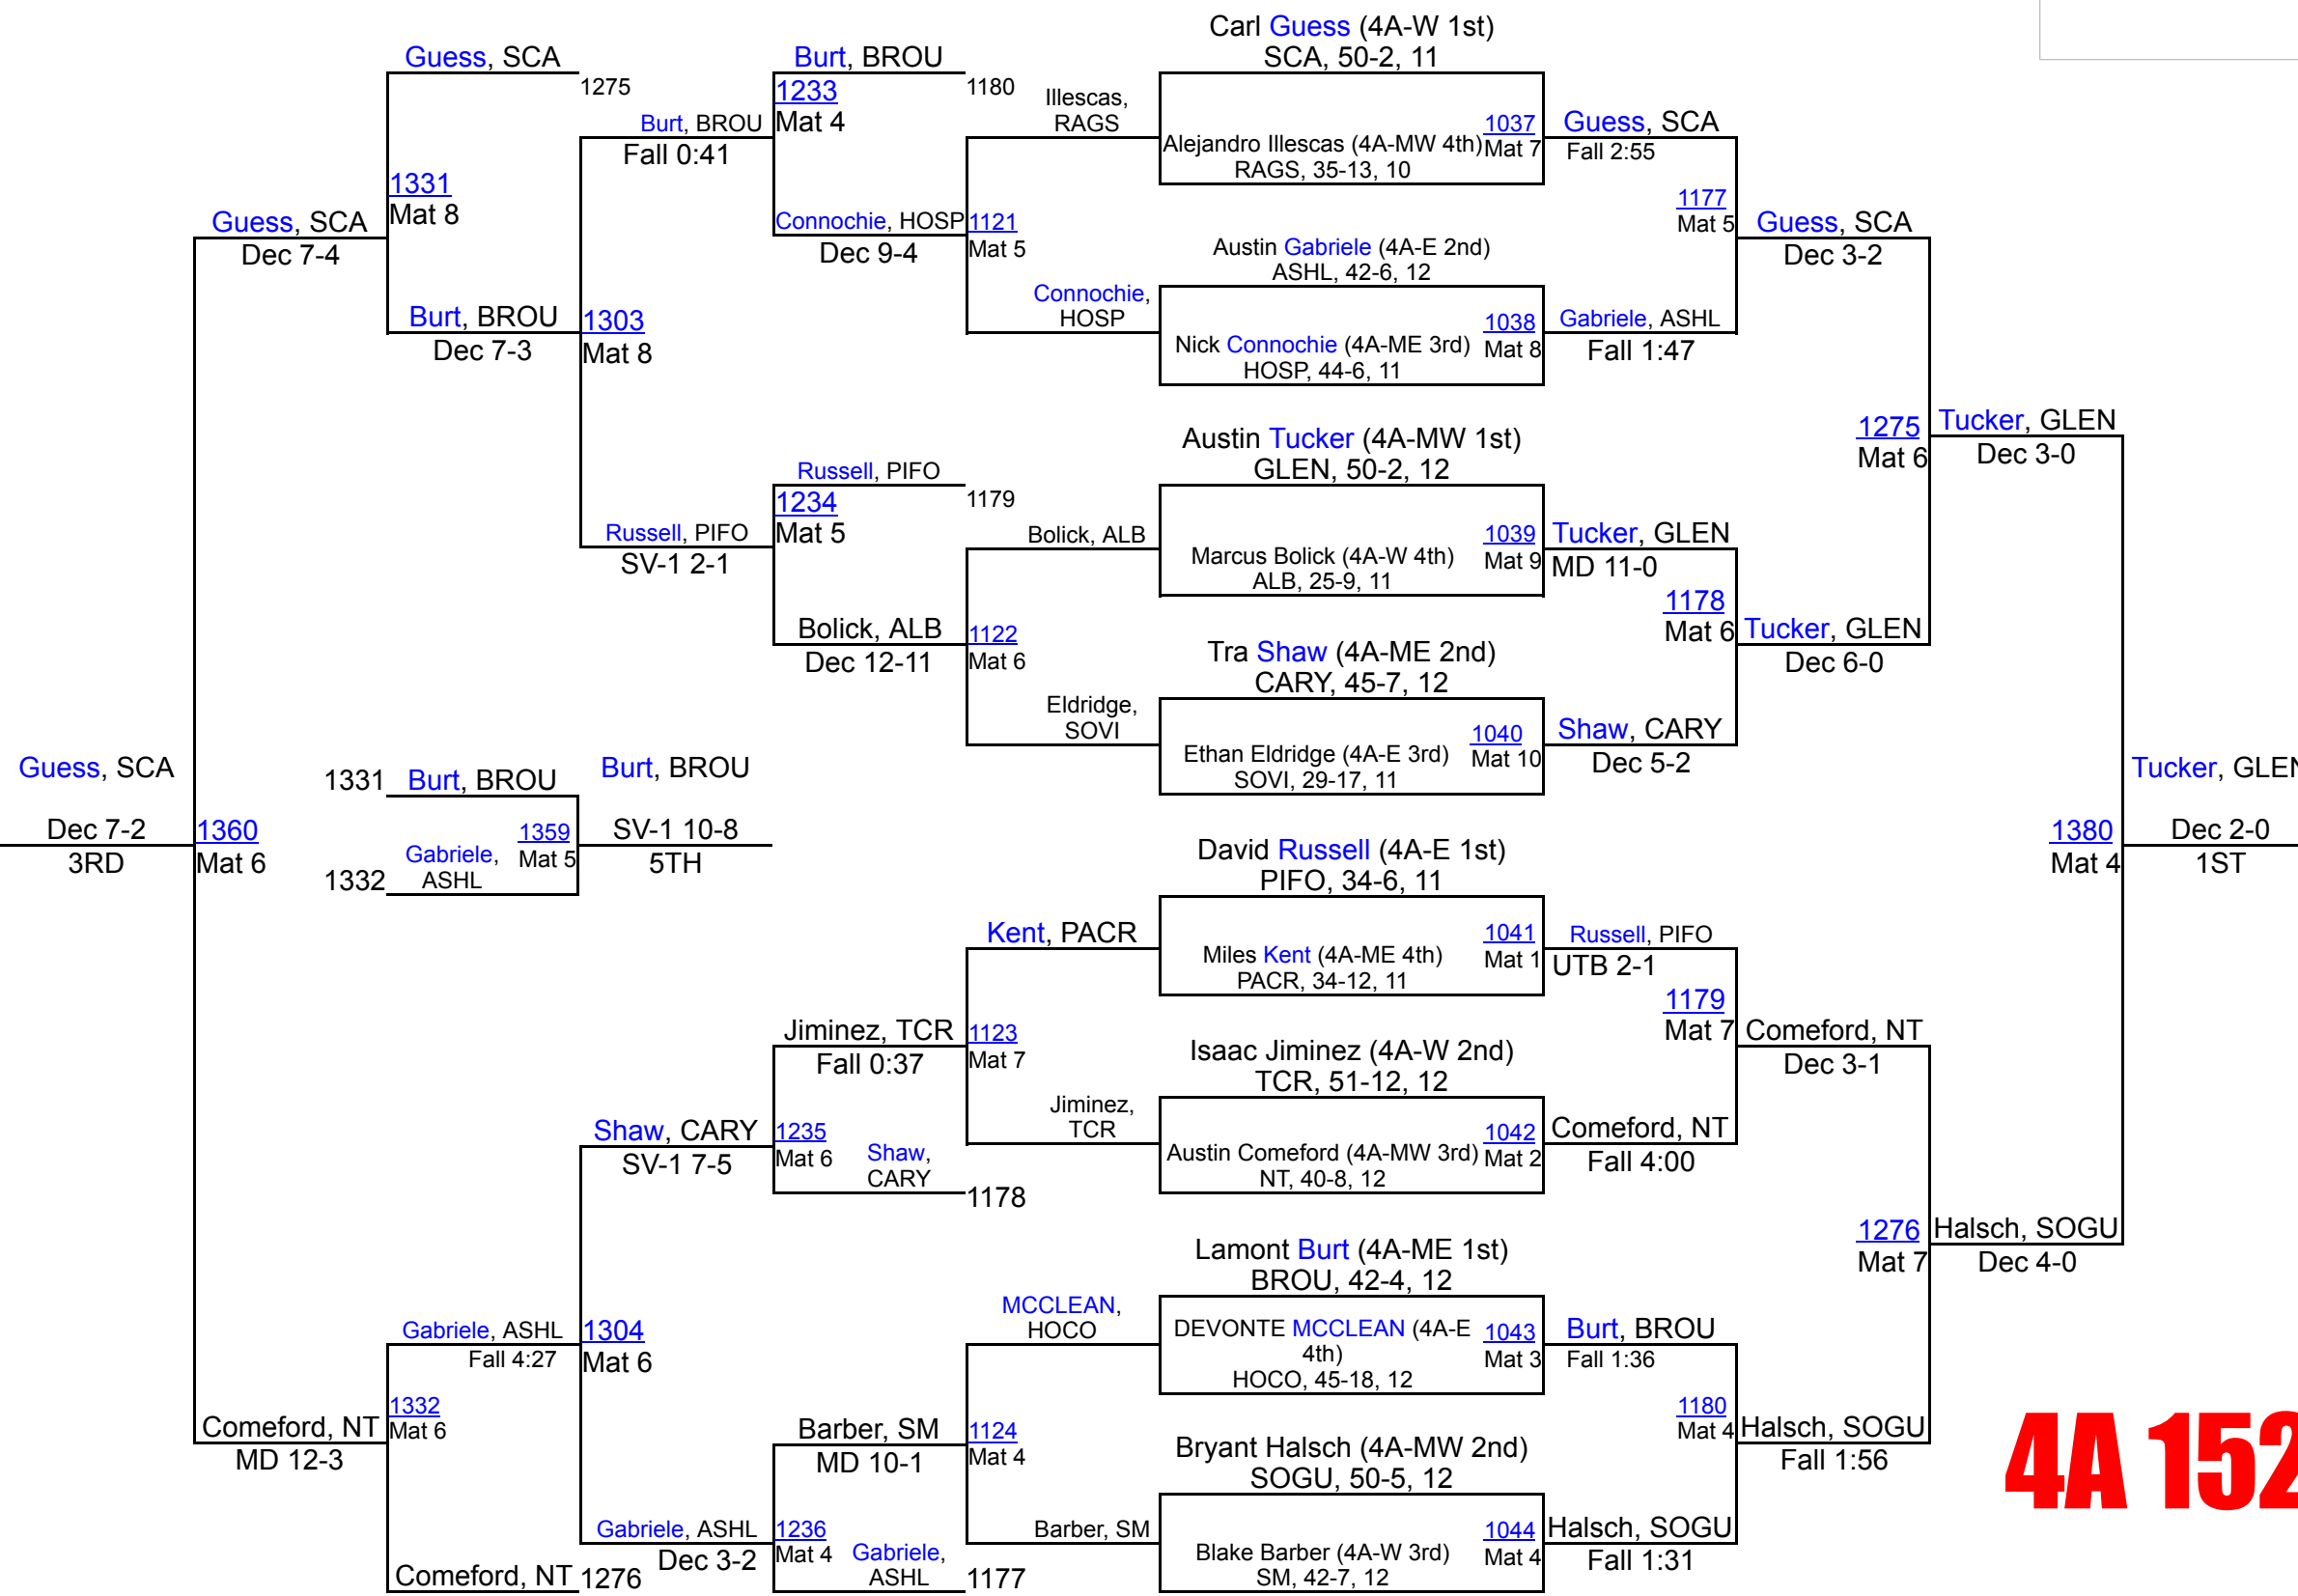 Carl Guess (4A-W 1st)
SCA, 50-2, 11
Guess, SCA
1275
Burt, BROU
1233
Mat 4
1180
Illescas,
RAGS
Burt, BROU
Fall 0:41
Alejandro Illescas (4A-MW 4th)
RAGS, 35-13, 10
1037
Mat 7
Guess, SCA
Fall 2:55
1331
Mat 8
Guess, SCA
Dec 7-4
Connochie, HOSP
Dec 9-4
1121
Mat 5
Austin Gabriele (4A-E 2nd)
ASHL, 42-6, 12
1177
Mat 5
Guess, SCA
Dec 3-2
Burt, BROU
Dec 7-3
1303
Mat 8
Connochie,
HOSP
Nick Connochie (4A-ME 3rd)
HOSP, 44-6, 11
1038
Mat 8
Gabriele, ASHL
Fall 1:47
Austin Tucker (4A-MW 1st)
GLEN, 50-2, 12
1275
Mat 6
Tucker, GLEN
Dec 3-0
Russell, PIFO
1234
Mat 5
1179
Russell, PIFO
SV-1 2-1
Bolick, ALB
Marcus Bolick (4A-W 4th)
ALB, 25-9, 11
1039
Mat 9
Tucker, GLEN
MD 11-0
Bolick, ALB
Dec 12-11
1122
Mat 6
Tra Shaw (4A-ME 2nd)
CARY, 45-7, 12
1178
Mat 6
Tucker, GLEN
Dec 6-0
Eldridge,
SOVI
Ethan Eldridge (4A-E 3rd)
SOVI, 29-17, 11
1040
Mat 10
Shaw, CARY
Dec 5-2
Guess, SCA
Dec 7-2
3RD
1360
Mat 6
1331
Burt, BROU
1332
Gabriele,
ASHL
1359
Mat 5
Burt, BROU
SV-1 10-8
5TH
1380
Mat 4
Tucker, GLEN
Dec 2-0
1ST
David Russell (4A-E 1st)
PIFO, 34-6, 11
Kent, PACR
Miles Kent (4A-ME 4th)
PACR, 34-12, 11
1041
Mat 1
Russell, PIFO
UTB 2-1
Jiminez, TCR
Fall 0:37
1123
Mat 7
Isaac Jiminez (4A-W 2nd)
TCR, 51-12, 12
1179
Mat 7
Comeford, NT
Dec 3-1
Shaw, CARY
SV-1 7-5
1235
Mat 6
Shaw,
CARY
1178
Jiminez,
TCR
Austin Comeford (4A-MW 3rd)
NT, 40-8, 12
1042
Mat 2
Comeford, NT
Fall 4:00
Lamont Burt (4A-ME 1st)
BROU, 42-4, 12
1276
Mat 7
Halsch, SOGU
Dec 4-0
Gabriele, ASHL
Fall 4:27
1304
Mat 6
MCCLEAN,
HOCO
DEVONTE MCCLEAN (4A-E
4th)
HOCO, 45-18, 12
1043
Mat 3
Burt, BROU
Fall 1:36
Comeford, NT
MD 12-3
1332
Mat 6
Barber, SM
MD 10-1
1124
Mat 4
Bryant Halsch (4A-MW 2nd)
SOGU, 50-5, 12
1180
Mat 4
Halsch, SOGU
Fall 1:56
4A 152
Gabriele, ASHL
Dec 3-2
1236
Mat 4
Gabriele,
ASHL
1177
Barber, SM
Blake Barber (4A-W 3rd)
SM, 42-7, 12
1044
Mat 4
Halsch, SOGU
Fall 1:31
Comeford, NT
1276